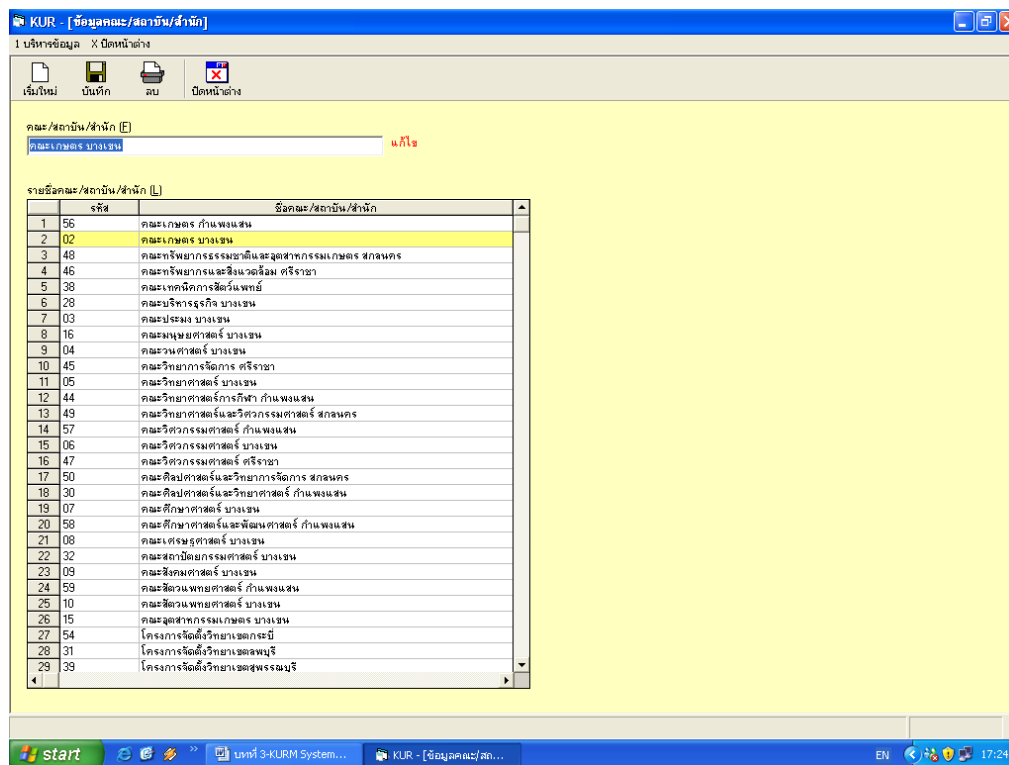 KUR - [ข้อมูลคณะ/สถาบัน/สำนัก]
1 บริหารข้อมูล X ปิดหน้าต่าง
เริ่มใหม่ บันทึก ลบ ปิดหน้าต่าง
คณะ/สถาบัน/สำนัก (F)
คณะเกษตร บางเขน แก้ไข
รายชื่อคณะ/สถาบัน/สำนัก (L)
รหัส ชื่อคณะ/สถาบัน/สำนัก
1 56 คณะเกษตร กำแพงแสน
2 02 คณะเกษตร บางเขน
3 48 คณะทรัพยากรธรรมชาติและอุตสาหกรรมเกษตร สกลนคร
4 46 คณะทรัพยากรและสิ่งแวดล้อม ศรีราชา
5 38 คณะเทคนิคการสัตว์แพทย์
6 28 คณะบริหารธุรกิจ บางเขน
7 03 คณะประมง บางเขน
8 16 คณะมนุษยศาสตร์ บางเขน
9 04 คณะวนศาสตร์ บางเขน
10 45 คณะวิทยาการจัดการ ศรีราชา
11 05 คณะวิทยาศาสตร์ บางเขน
12 44 คณะวิทยาศาสตร์การกีฬา กำแพงแสน
13 49 คณะวิทยาศาสตร์และวิศวกรรมศาสตร์ สกลนคร
14 57 คณะวิศวกรรมศาสตร์ กำแพงแสน
15 06 คณะวิศวกรรมศาสตร์ บางเขน
16 47 คณะวิศวกรรมศาสตร์ ศรีราชา
17 50 คณะศิลปศาสตร์และวิทยาการจัดการ สกลนคร
18 30 คณะศิลปศาสตร์และวิทยาศาสตร์ กำแพงแสน
19 07 คณะศึกษาศาสตร์ บางเขน
20 58 คณะศึกษาศาสตร์และพัฒนศาสตร์ กำแพงแสน
21 08 คณะเศรษฐศาสตร์ บางเขน
22 32 คณะสถาปัตยกรรมศาสตร์ บางเขน
23 09 คณะสังคมศาสตร์ บางเขน
24 59 คณะสัตวแพทยศาสตร์ กำแพงแสน
25 10 คณะสัตวแพทยศาสตร์ บางเขน
26 15 คณะอุตสาหกรรมเกษตร บางเขน
27 54 โครงการจัดตั้งวิทยาเขตกระบี่
28 31 โครงการจัดตั้งวิทยาเขตลพบุรี
29 39 โครงการจัดตั้งวิทยาเขตสุพรรณบุรี
start บทที่ 3-KURM System... KUR - [ข้อมูลคณะ/สถ... EN 17:24